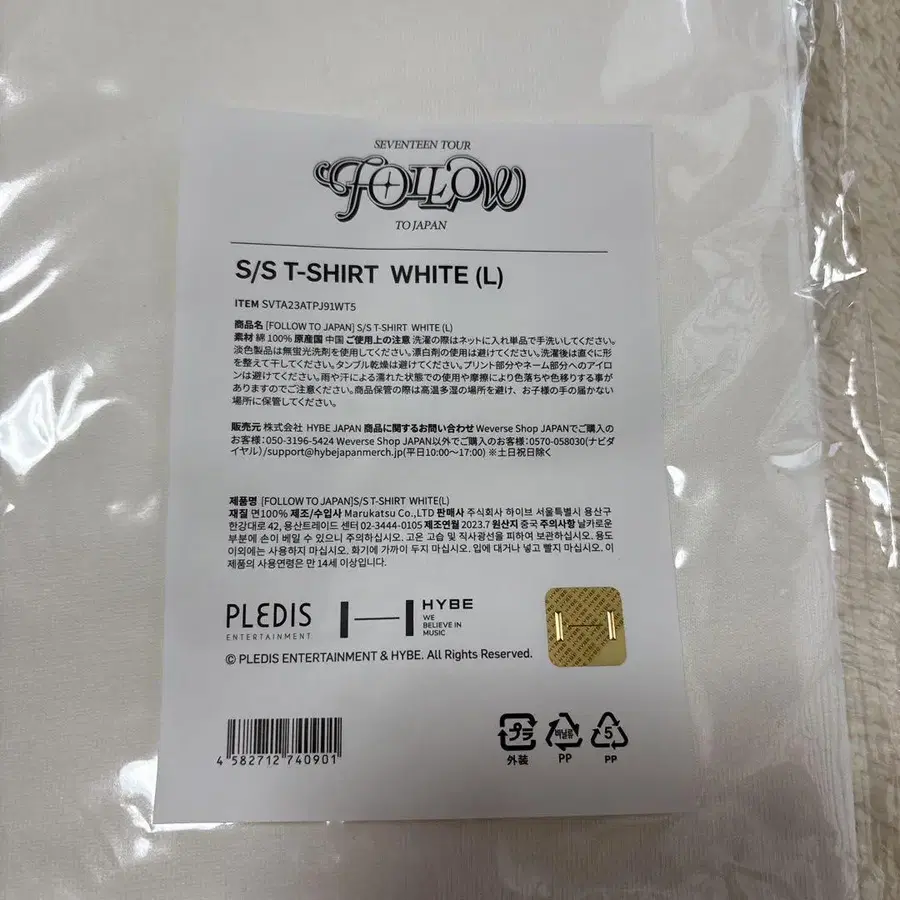 SEVENTEEN TOUR
FOLLOW
TO JAPAN
S/S T-SHIRT WHITE (L)
ITEM SVTA23ATPJ91WT5
商品名 [FOLLOW TO JAPAN] S/S T-SHIRT WHITE (L)
素材 綿 100% 原産国 中国 ご使用上の注意 洗濯の際はネットに入れ単品で手洗いしてください。
淡色製品は無蛍光洗剤を使用してください。漂白剤の使用は避けてください。洗濯後は直ぐに形
を整えて干してください。タンブル乾燥は避けてください。プリント部分やネーム部分へのアイロ
ンは避けてください。雨や汗による濡れた状態での使用や摩擦により色落ちや色移りする事が
ありますのでご注意ください。商品保管の際は高温多湿の場所を避け、お子様の手の届かない
場所に保管してください。
販売元 株式会社 HYBE JAPAN 商品に関するお問い合わせ Weverse Shop JAPANでご購入の
お客様:050-3196-5424 Weverse Shop JAPAN以外でご購入のお客様:0570-058030(ナビダ
イヤル)/support@hybejapanmerch.jp(平日10:00〜17:00) ※土日祝日除く
제품명 [FOLLOW TO JAPAN]S/S T-SHIRT WHITE(L)
재질 면100% 제조/수입사 Marukatsu Co.,LTD 판매사 주식회사 하이브 서울특별시 용산구
한강대로 42, 용산트레이드 센터 02-3444-0105 제조연월 2023.7 원산지 중국 주의사항 날카로운
부분에 손이 베일 수 있으니 주의하십시오. 고온 고습 및 직사광선을 피하여 보관하십시오. 용도
이외에는 사용하지 마십시오. 화기에 가까이 두지 마십시오. 입에 대거나 넣고 빨지 마십시오. 이
제품의 사용연령은 만 14세 이상입니다.
PLEDIS
ENTERTAINMENT
HYBE
WE
BELIEVE IN
MUSIC
© PLEDIS ENTERTAINMENT & HYBE. All Rights Reserved.
4 582712 740901
プラ
外装
비닐류
PP
5
PP